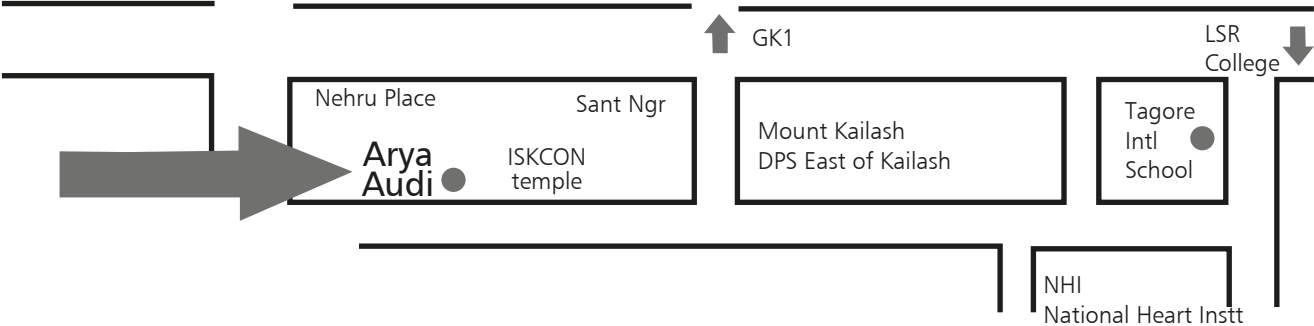 GK1
LSR
College
Nehru Place
Sant Ngr
Arya
Audi
ISKCON
temple
Mount Kailash
DPS East of Kailash
Tagore
Intl
School
NHI
National Heart Instt